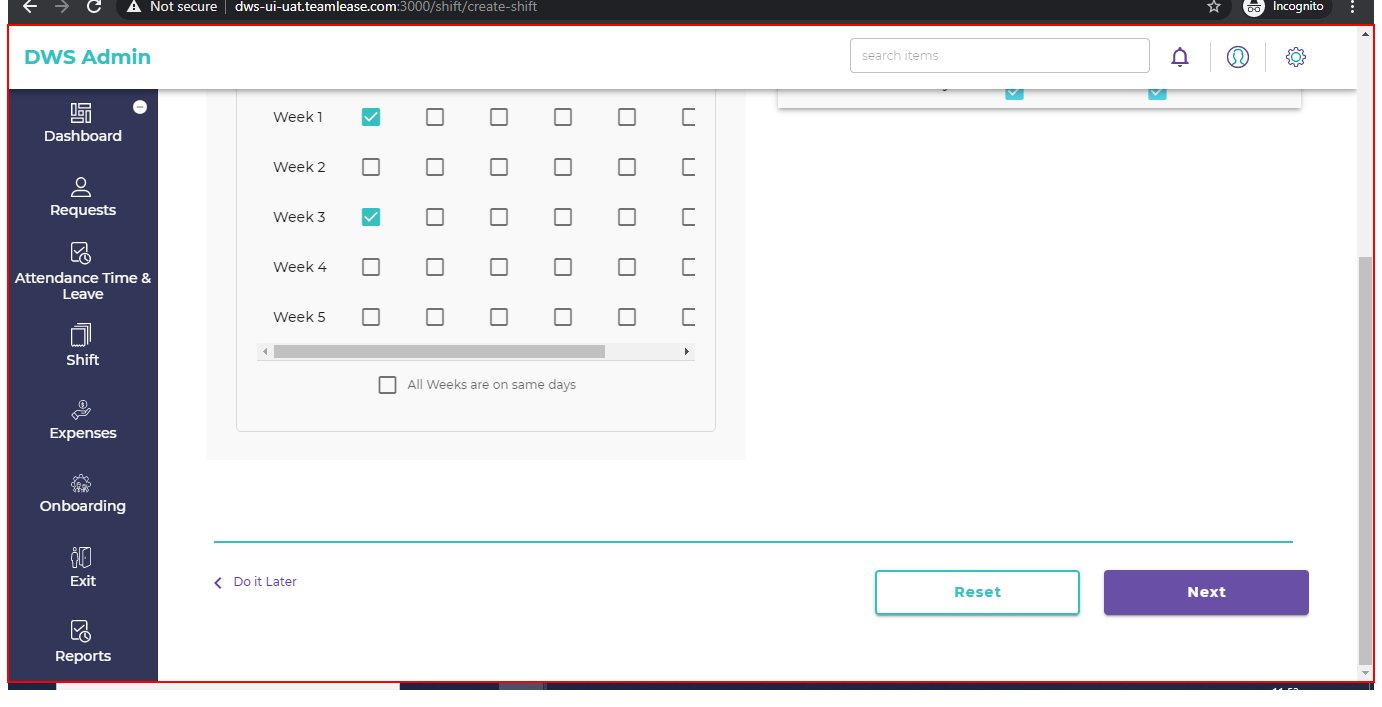 Not secure dws-ui-uat.teamlease.com:3000/shift/create-shift Incognito
DWS Admin
search items
Dashboard
Requests
Attendance Time &
Leave
Shift
Expenses
Onboarding
Exit
Reports
Week 1
Week 2
Week 3
Week 4
Week 5
All Weeks are on same days
Do it Later
Reset
Next